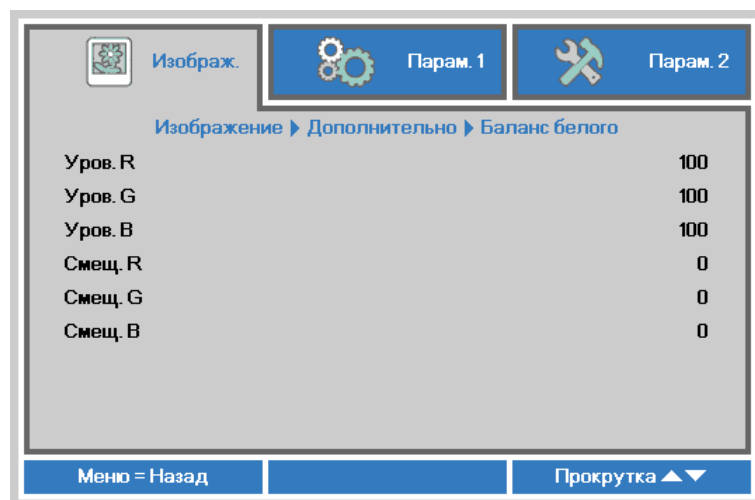 Изображ. Парам. 1 Парам. 2
Изображение Дополнительно Баланс белого
Уров. R 100
Уров. G 100
Уров. B 100
Смещ. R 0
Смещ. G 0
Смещ. B 0
Меню = Назад Прокрутка